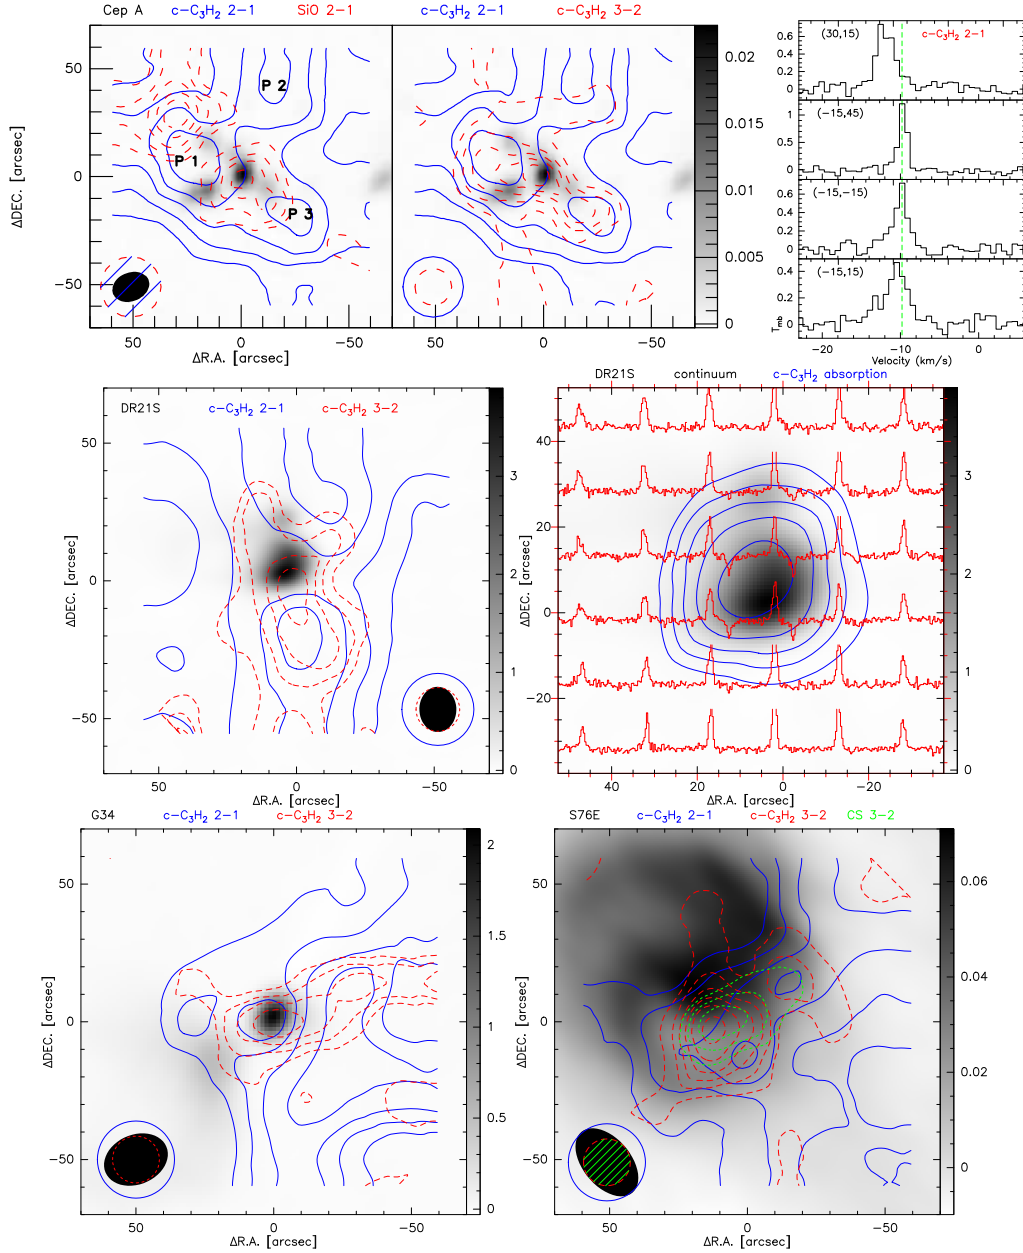 Cep A c−C₃H₂ 2−1 SiO 2−1 c−C₃H₂ 2−1 c−C₃H₂ 3−2
50
0
−50
ΔDEC. [arcsec]
P 1
P 2
P 3
50 0 −50 50 0 −50
ΔR.A. [arcsec] ΔR.A. [arcsec]
0.02
0.015
0.01
0.005
0
(30,15) c−C₃H₂ 2−1
0.6
0.4
0.2
0
(−15,45)
1
0.5
0
(−15,−15)
0.6
0.4
0.2
0
(−15,15)
0.4
0.2
0
T_mb
−20 −10 0
Velocity (km/s)
DR21S c−C₃H₂ 2−1 c−C₃H₂ 3−2
50
0
−50
ΔDEC. [arcsec]
50 0 −50
ΔR.A. [arcsec]
3
2
1
0
DR21S continuum c−C₃H₂ absorption
40
20
0
−20
ΔDEC. [arcsec]
40 20 0 −20
ΔR.A. [arcsec]
3
2
1
0
G34 c−C₃H₂ 2−1 c−C₃H₂ 3−2
50
0
−50
ΔDEC. [arcsec]
50 0 −50
ΔR.A. [arcsec]
2
1.5
1
0.5
0
S76E c−C₃H₂ 2−1 c−C₃H₂ 3−2 CS 3−2
50
0
−50
ΔDEC. [arcsec]
50 0 −50
ΔR.A. [arcsec]
0.06
0.04
0.02
0